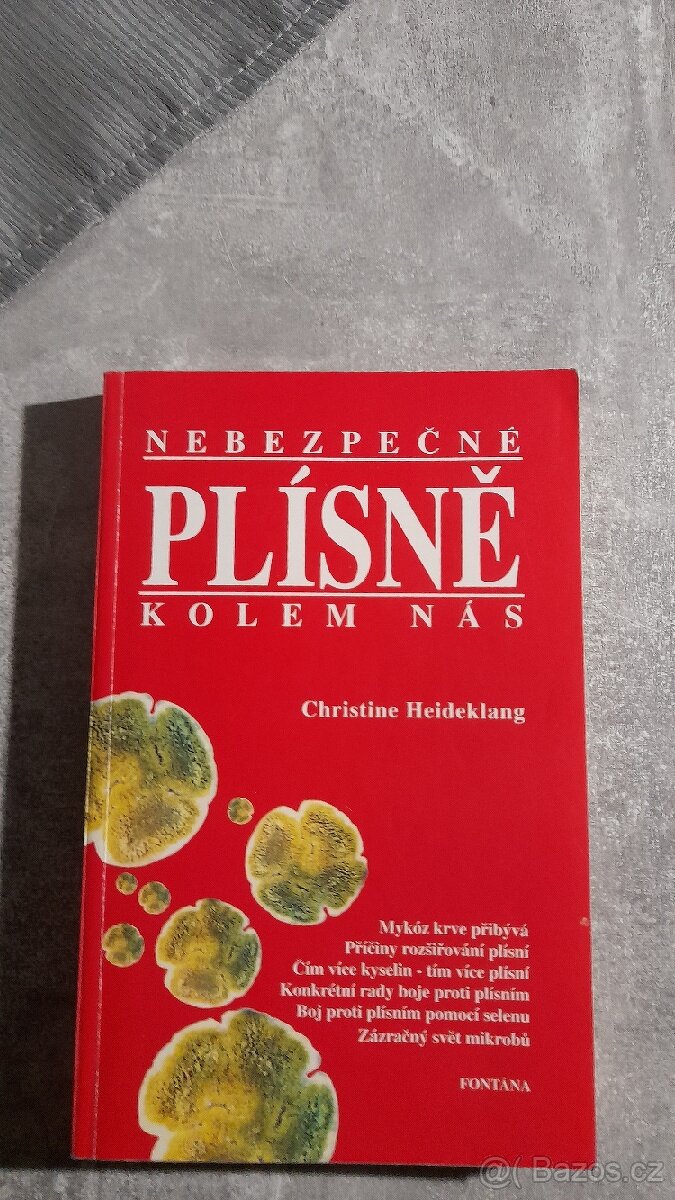 NEBEZPEČNÉ
PLÍSNĚ
KOLEM NÁS
Christine Heideklang
Mykóz krve přibývá
Příčiny rozšiřování plísní
Čím více kyselin - tím více plísní
Konkrétní rady boje proti plísním
Boj proti plísním pomocí selenu
Zázračný svět mikrobů
FONTÁNA
@( Bazos.cz